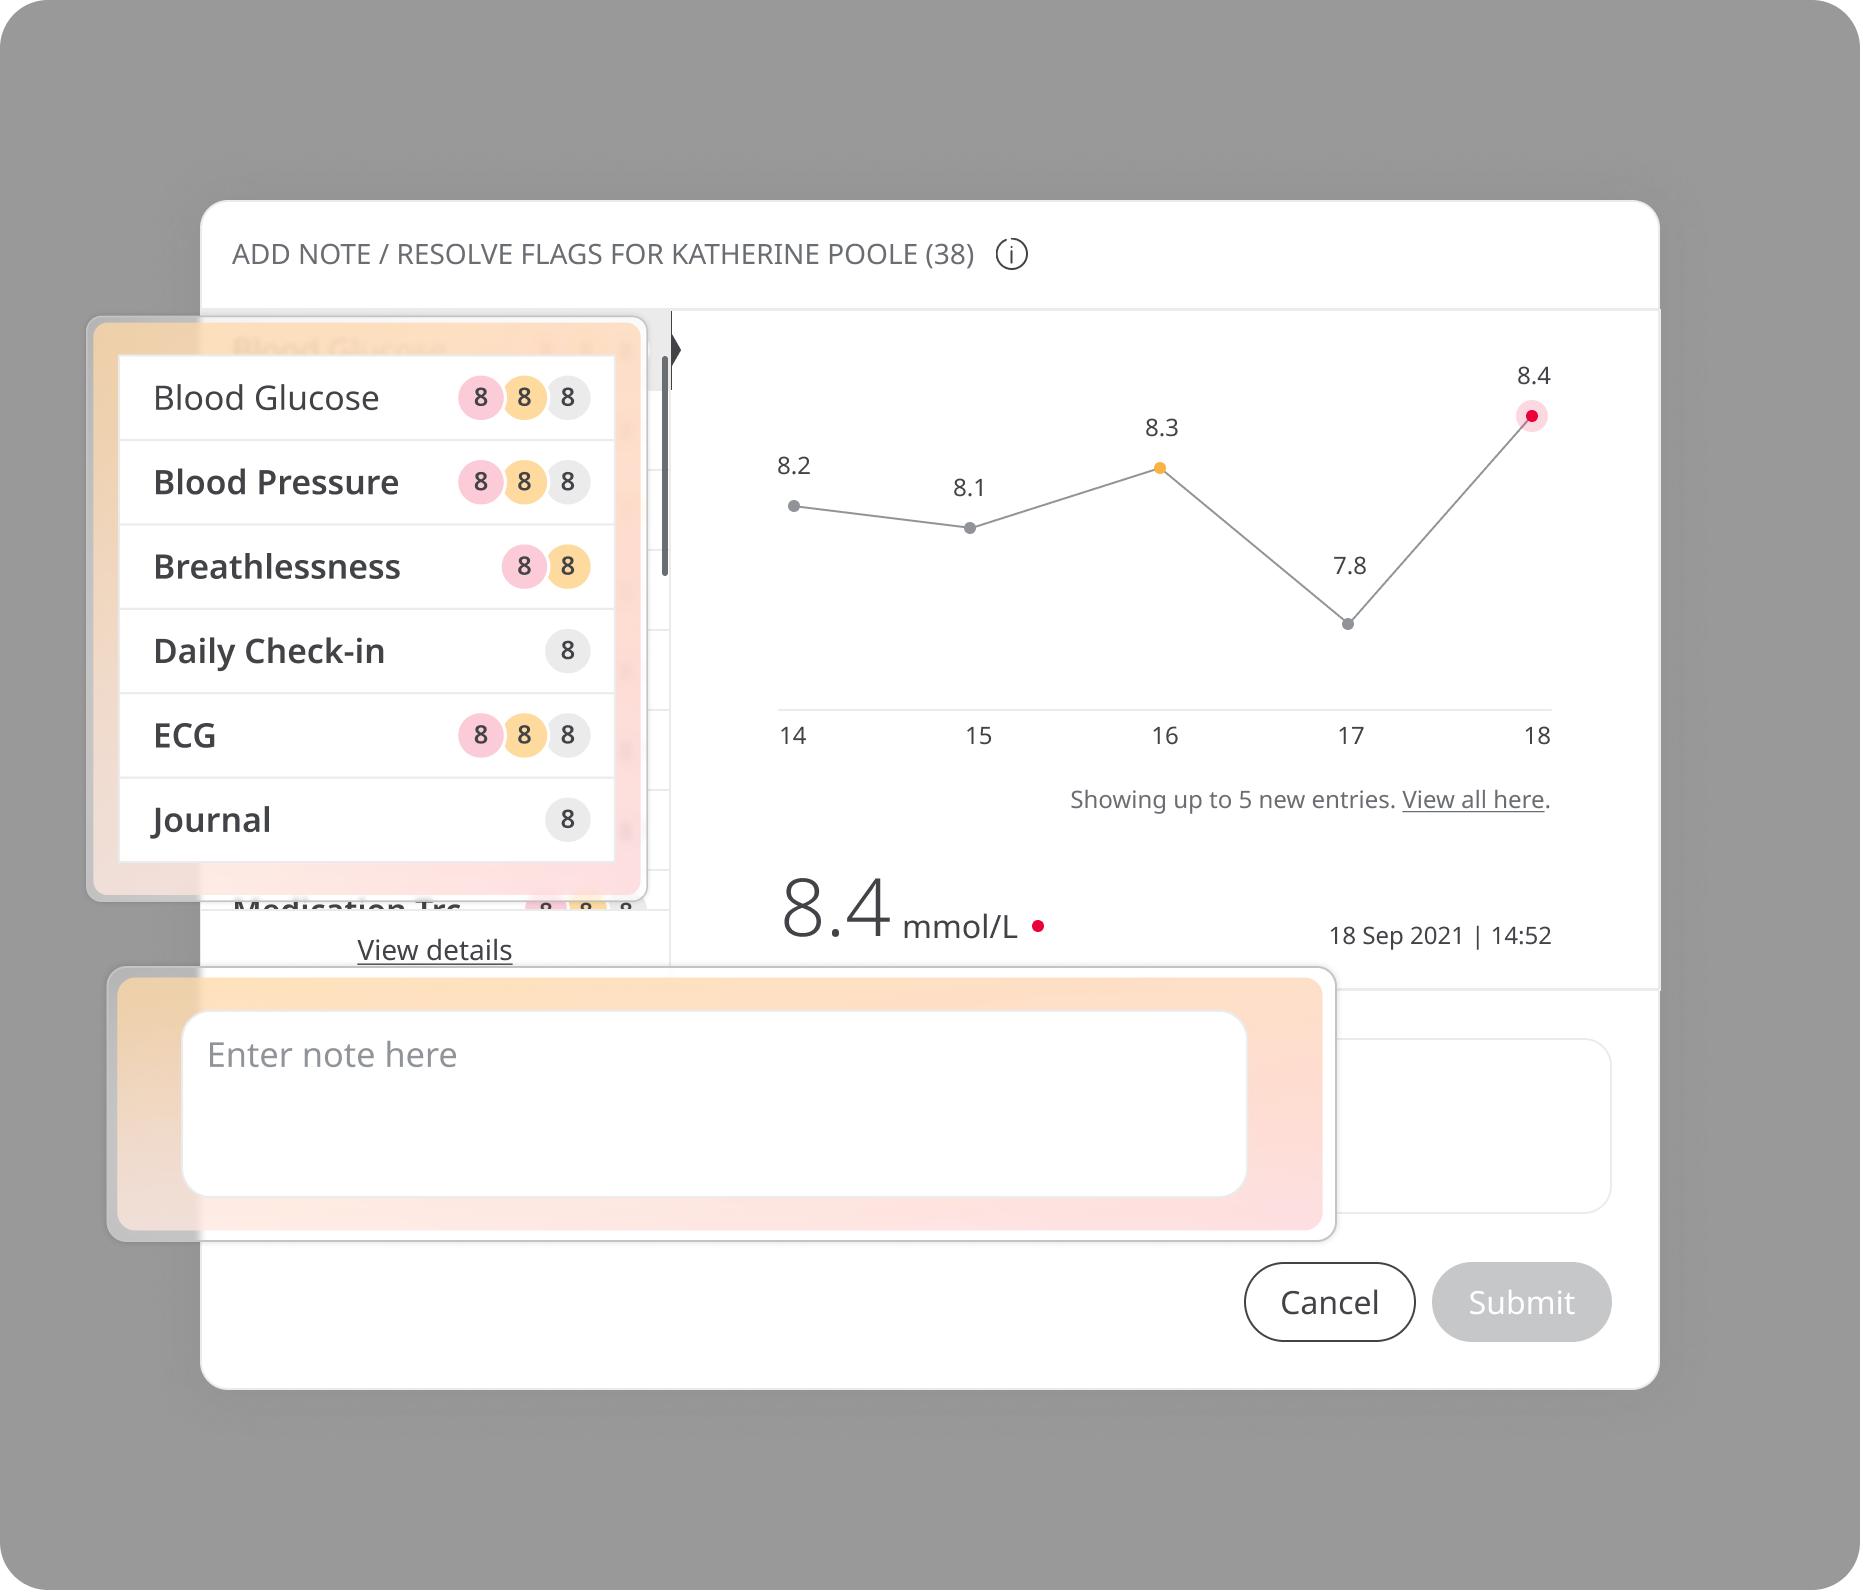 ADD NOTE / RESOLVE FLAGS FOR KATHERINE POOLE (38) i
Blood Glucose 8 8 8
Blood Pressure 8 8 8
Breathlessness 8 8
Daily Check-in 8
ECG 8 8 8
Journal 8
Medication Trc 8 8 8
View details
8.2
8.1
8.3
7.8
8.4
14 15 16 17 18
Showing up to 5 new entries. View all here.
8.4 mmol/L
18 Sep 2021 | 14:52
Enter note here
Cancel Submit